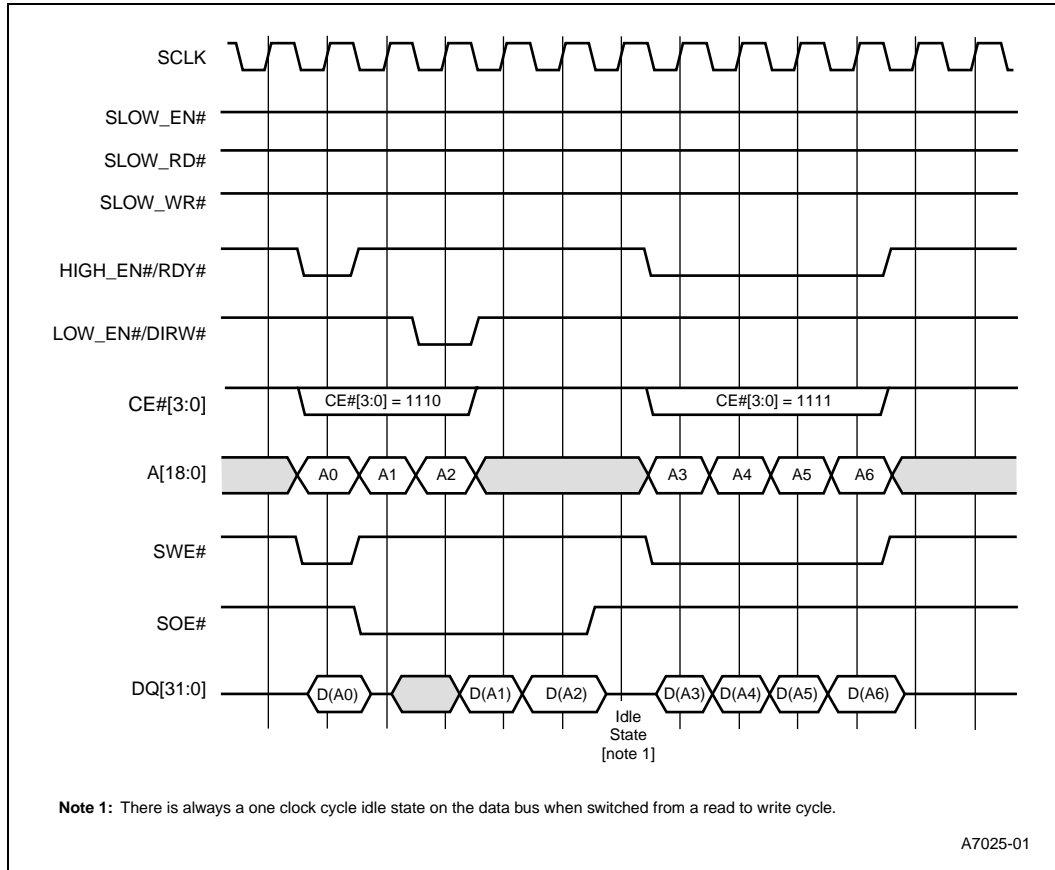 SCLK
SLOW_EN#
SLOW_RD#
SLOW_WR#
HIGH_EN#/RDY#
LOW_EN#/DIRW#
CE#[3:0]
CE#[3:0] = 1110
CE#[3:0] = 1111
A[18:0]
A0
A1
A2
A3
A4
A5
A6
SWE#
SOE#
DQ[31:0]
D(A0)
D(A1)
D(A2)
D(A3)
D(A4)
D(A5)
D(A6)
Idle
State
[note 1]
Note 1: There is always a one clock cycle idle state on the data bus when switched from a read to write cycle.
A7025-01